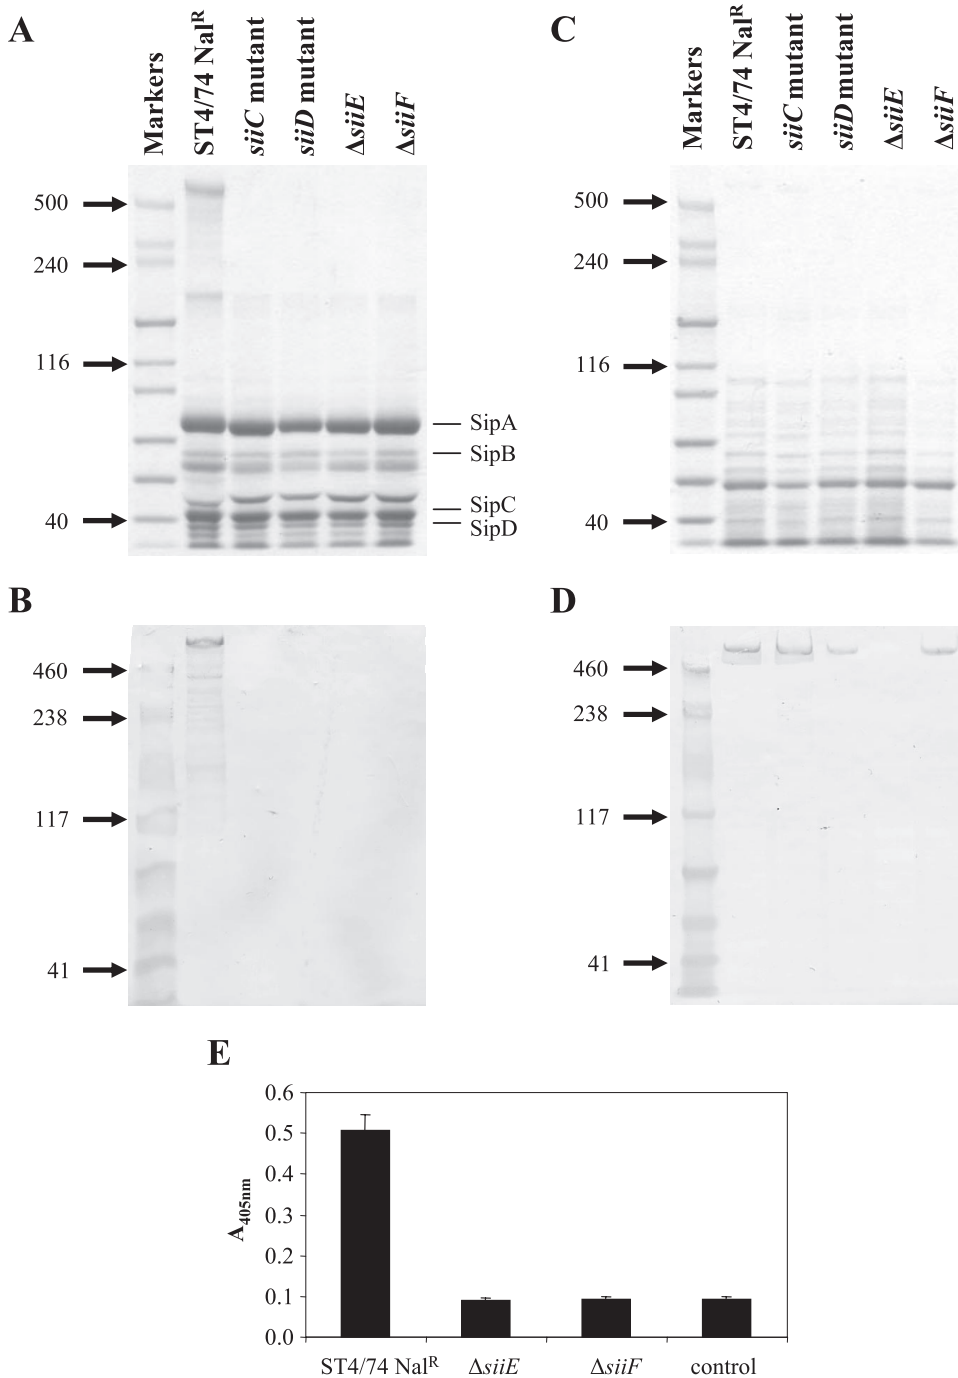 A
Markers
ST4/74 Nalᴿ
siiC mutant
siiD mutant
ΔsiiE
ΔsiiF
500
240
116
40
SipA
SipB
SipC
SipD
C
Markers
ST4/74 Nalᴿ
siiC mutant
siiD mutant
ΔsiiE
ΔsiiF
500
240
116
40
B
460
238
117
41
D
460
238
117
41
E
A405nm
0.6
0.5
0.4
0.3
0.2
0.1
0.0
ST4/74 Nalᴿ ΔsiiE ΔsiiF control